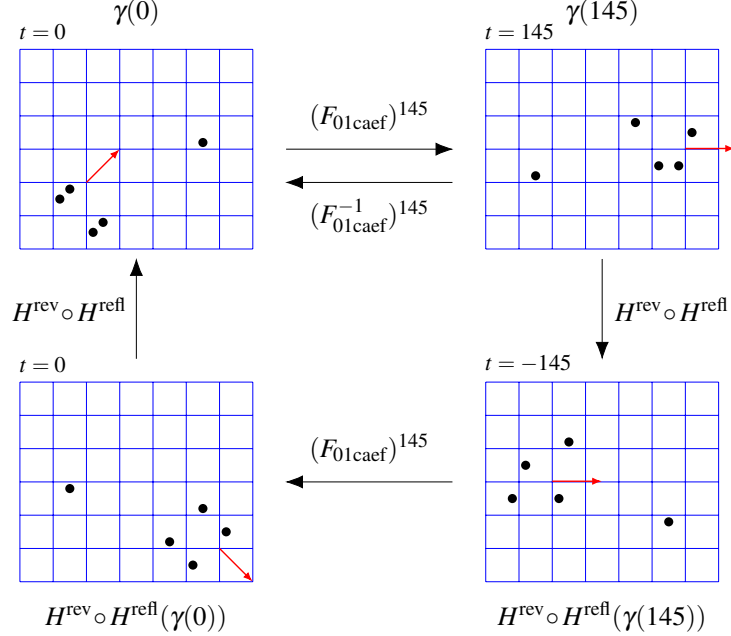 γ(0)
γ(145)
t = 0
t = 145
(F₀₁caef)¹⁴⁵
(F⁻¹₀₁caef)¹⁴⁵
Hʳᵉᵛ ∘ Hʳᵉᶠˡ
Hʳᵉᵛ ∘ Hʳᵉᶠˡ
t = 0
t = −145
(F₀₁caef)¹⁴⁵
Hʳᵉᵛ ∘ Hʳᵉᶠˡ(γ(0))
Hʳᵉᵛ ∘ Hʳᵉᶠˡ(γ(145))